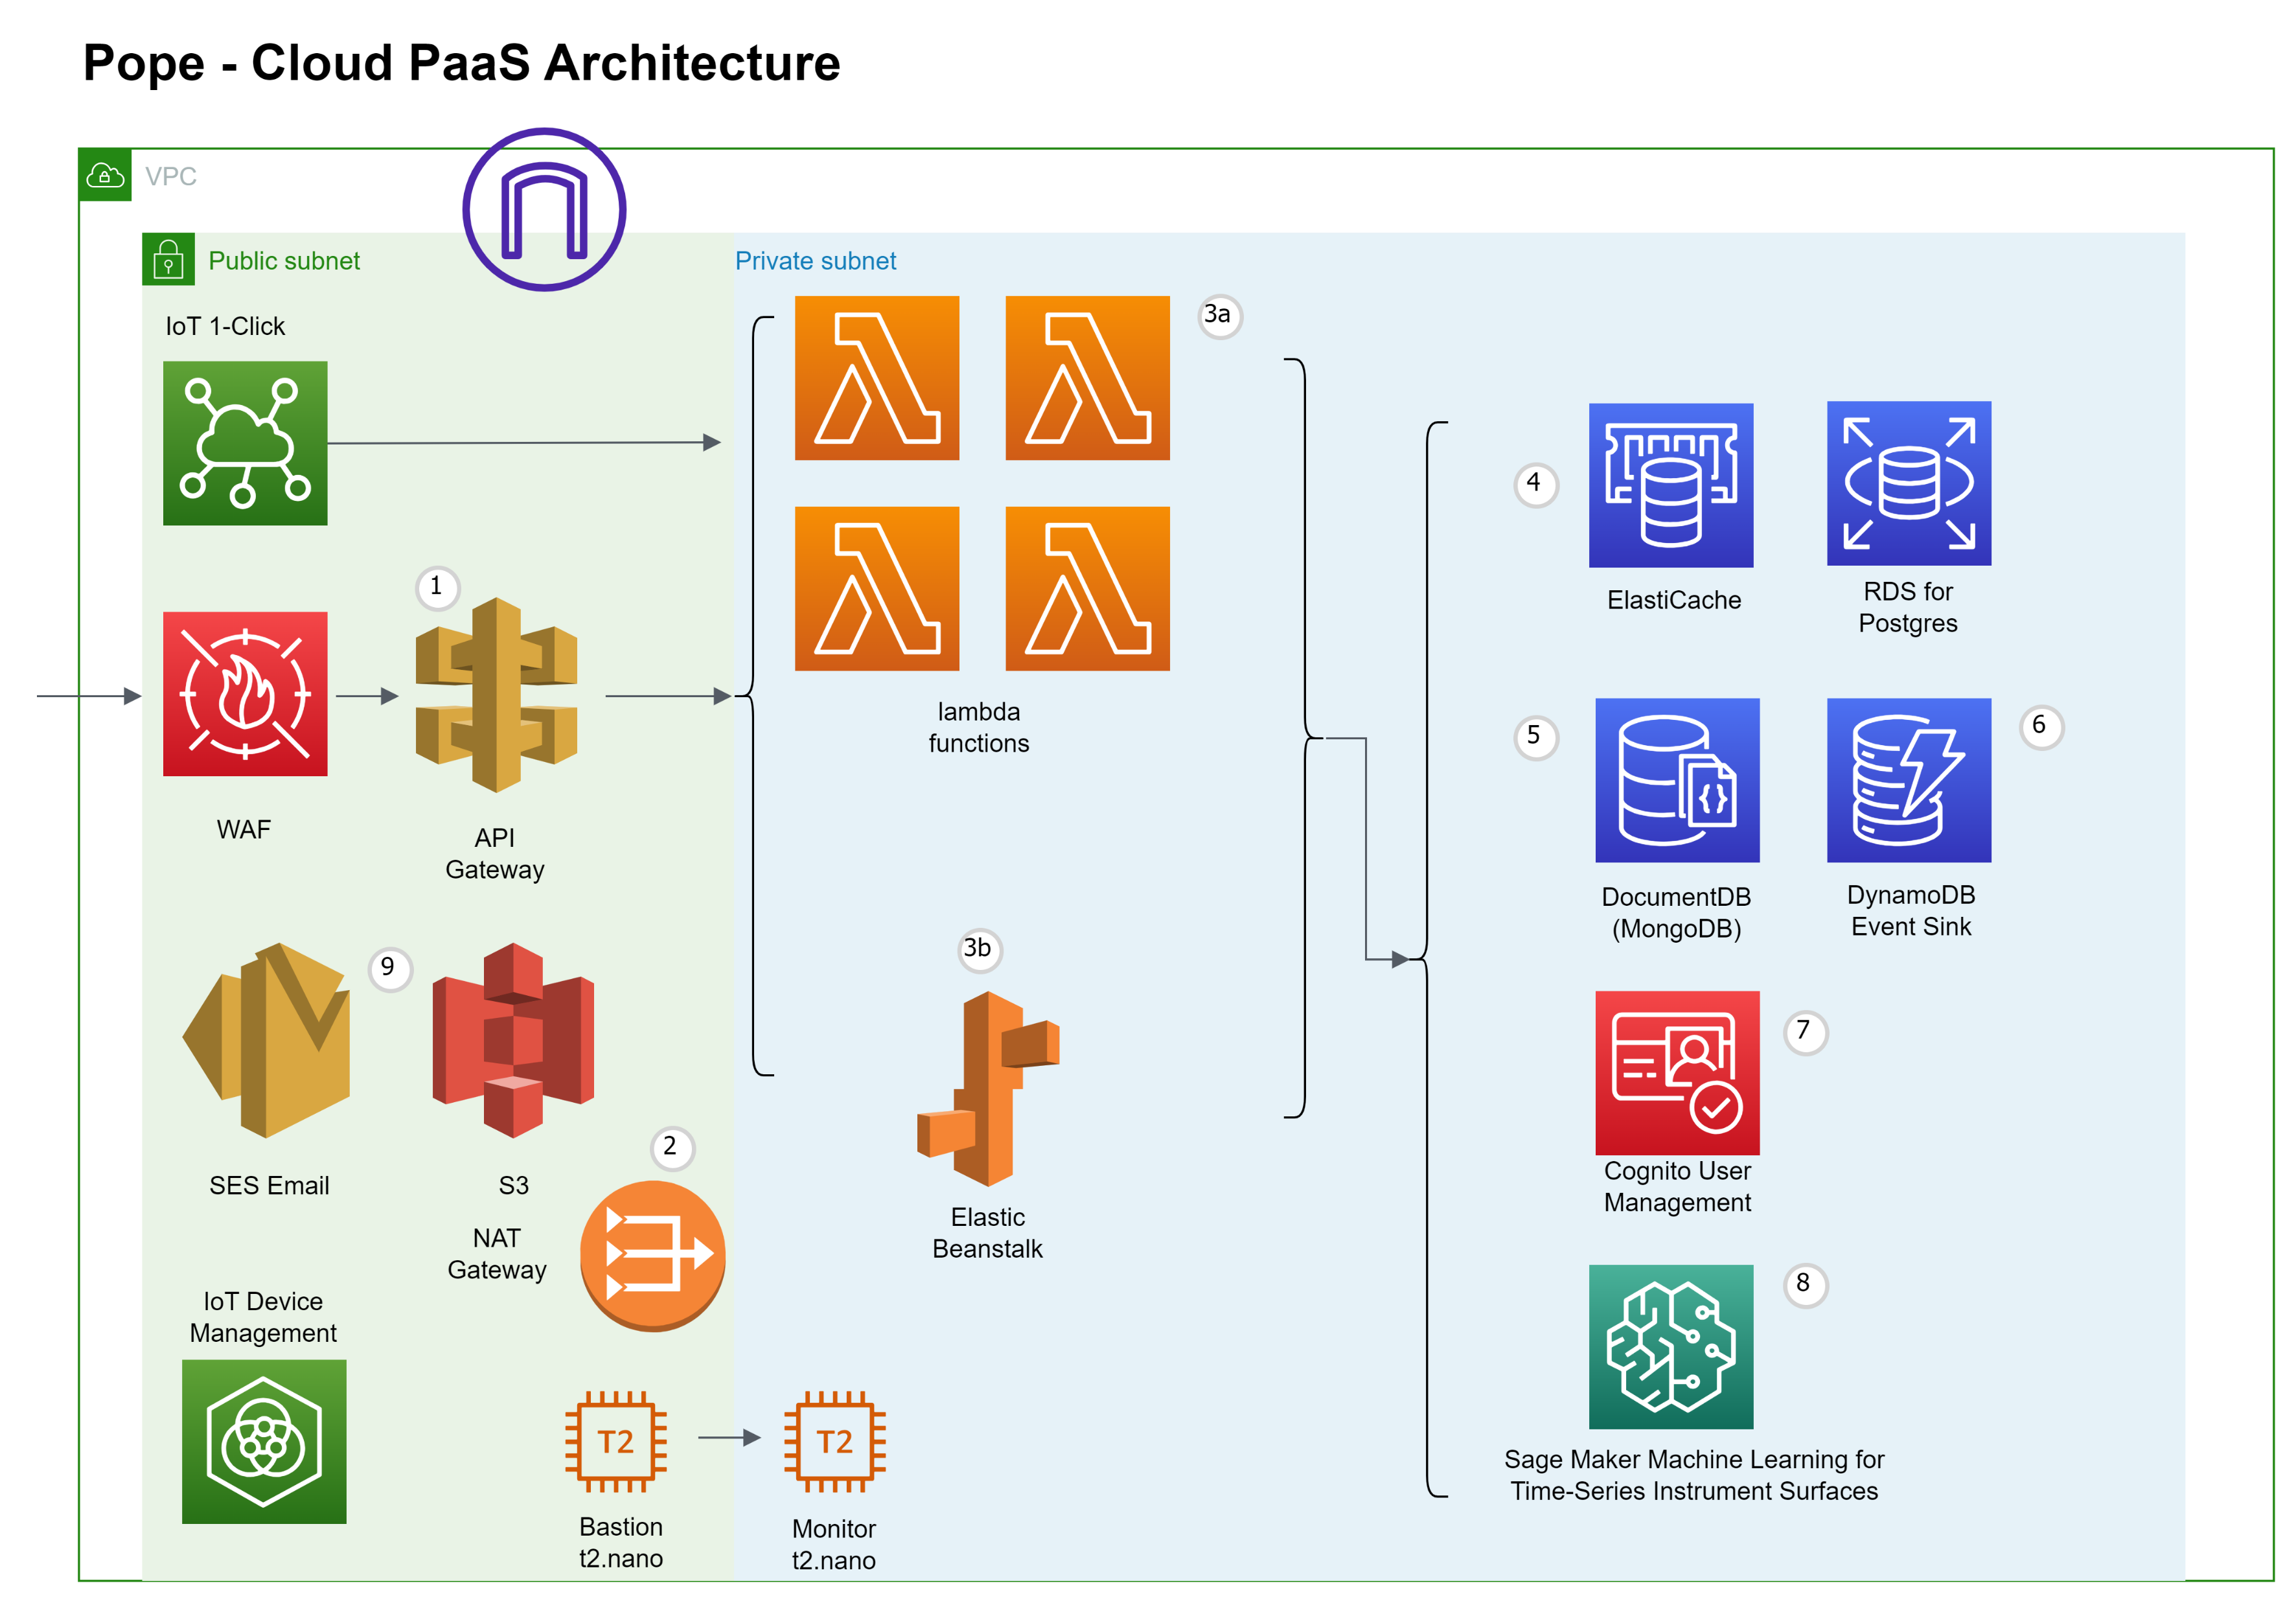 Pope - Cloud PaaS Architecture
VPC
Public subnet
Private subnet
IoT 1-Click
3a
4
ElastiCache
RDS for
Postgres
1
WAF
API
Gateway
lambda
functions
5
6
DocumentDB
(MongoDB)
DynamoDB
Event Sink
9
SES Email
S3
2
NAT
Gateway
3b
Elastic
Beanstalk
7
Cognito User
Management
8
Sage Maker Machine Learning for
Time-Series Instrument Surfaces
IoT Device
Management
T2
Bastion
t2.nano
T2
Monitor
t2.nano